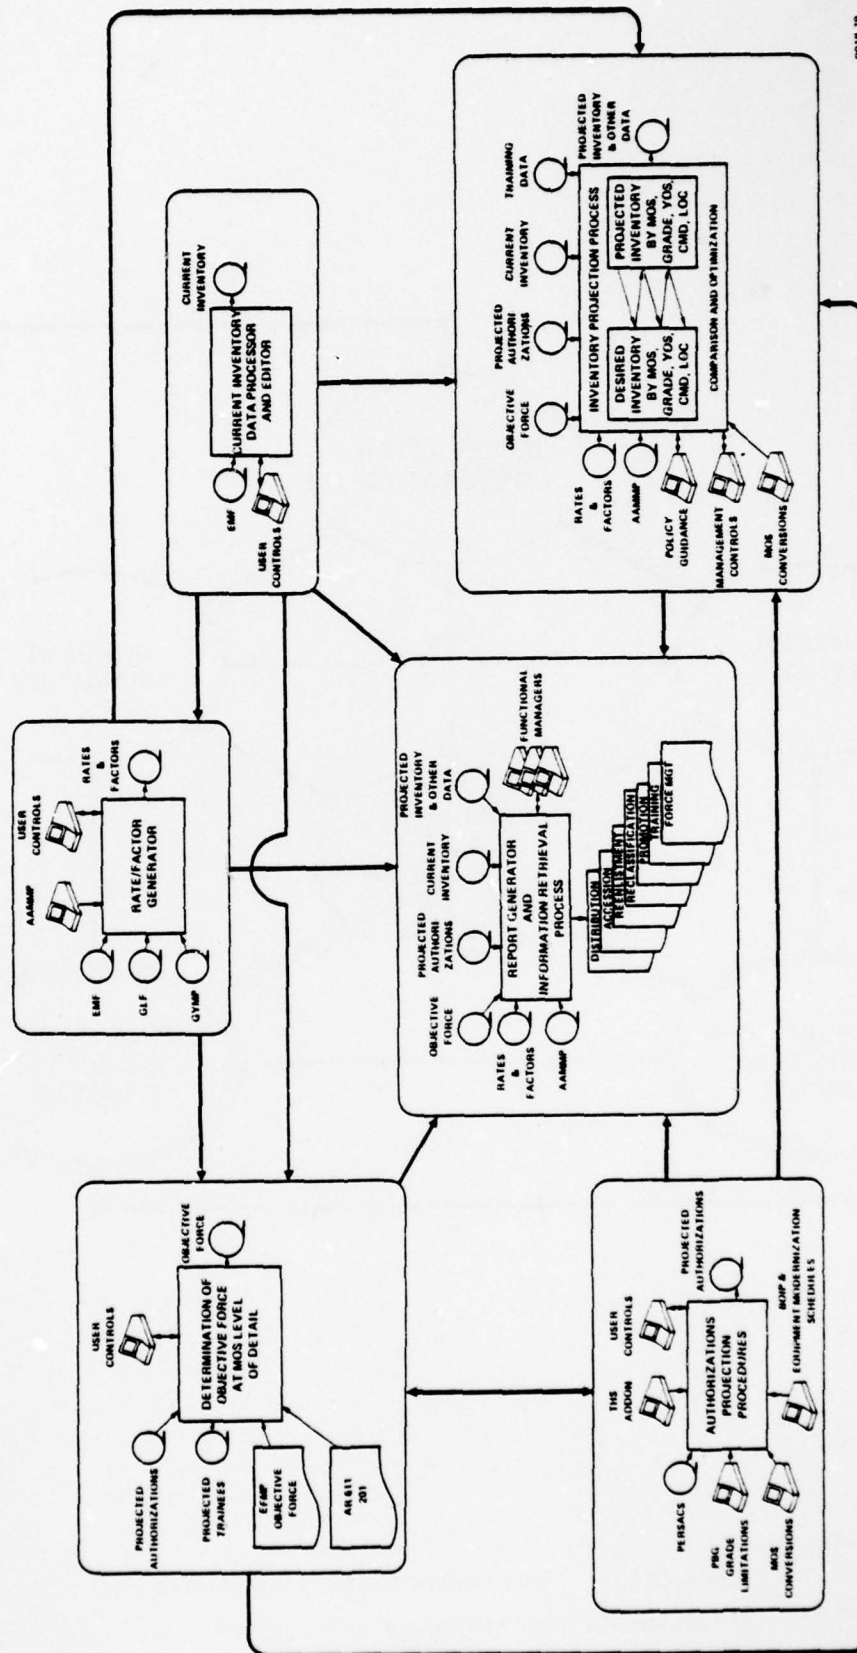 USER
CONTROLS
PROJECTED
AUTHORIZATIONS
PROJECTED
TRAINEES
EFMP
OBJECTIVE
FORCE
AR 611
201
DETERMINATION OF
OBJECTIVE FORCE
AT MOS LEVEL
OF DETAIL
OBJECTIVE
FORCE
AAMMP
USER
CONTROLS
EMF
GLF
GYMP
RATE/FACTOR
GENERATOR
RATES
&
FACTORS
EMF
USER
CONTROLS
CURRENT INVENTORY
DATA PROCESSOR
AND EDITOR
CURRENT
INVENTORY
OBJECTIVE
FORCE
PROJECTED
AUTHORI-
ZATIONS
CURRENT
INVENTORY
PROJECTED
INVENTORY
& OTHER
DATA
RATES
&
FACTORS
AAMMP
REPORT GENERATOR
AND
INFORMATION RETRIEVAL
PROCESS
FUNCTIONAL
MANAGERS
DISTRIBUTION
ACCESSION
REENLISTMENT
RECLASSIFICATION
PROMOTION
TRAINING
FORCE MGT
THS
ADDON
USER
CONTROLS
PERSACS
PBG
GRADE
LIMITATIONS
MOS
CONVERSIONS
AUTHORIZATIONS
PROJECTION
PROCEDURES
PROJECTED
AUTHORIZATIONS
BOIP &
EQUIPMENT MODERNIZATION
SCHEDULES
OBJECTIVE
FORCE
PROJECTED
AUTHORI-
ZATIONS
CURRENT
INVENTORY
TRAINING
DATA
PROJECTED
INVENTORY
& OTHER
DATA
RATES
&
FACTORS
AAMMP
POLICY
GUIDANCE
MANAGEMENT
CONTROLS
MOS
CONVERSIONS
INVENTORY PROJECTION PROCESS
DESIRED
INVENTORY
BY MOS,
GRADE, YOS,
CMD, LOC
PROJECTED
INVENTORY
BY MOS,
GRADE, YOS,
CMD, LOC
COMPARISON AND OPTIMIZATION